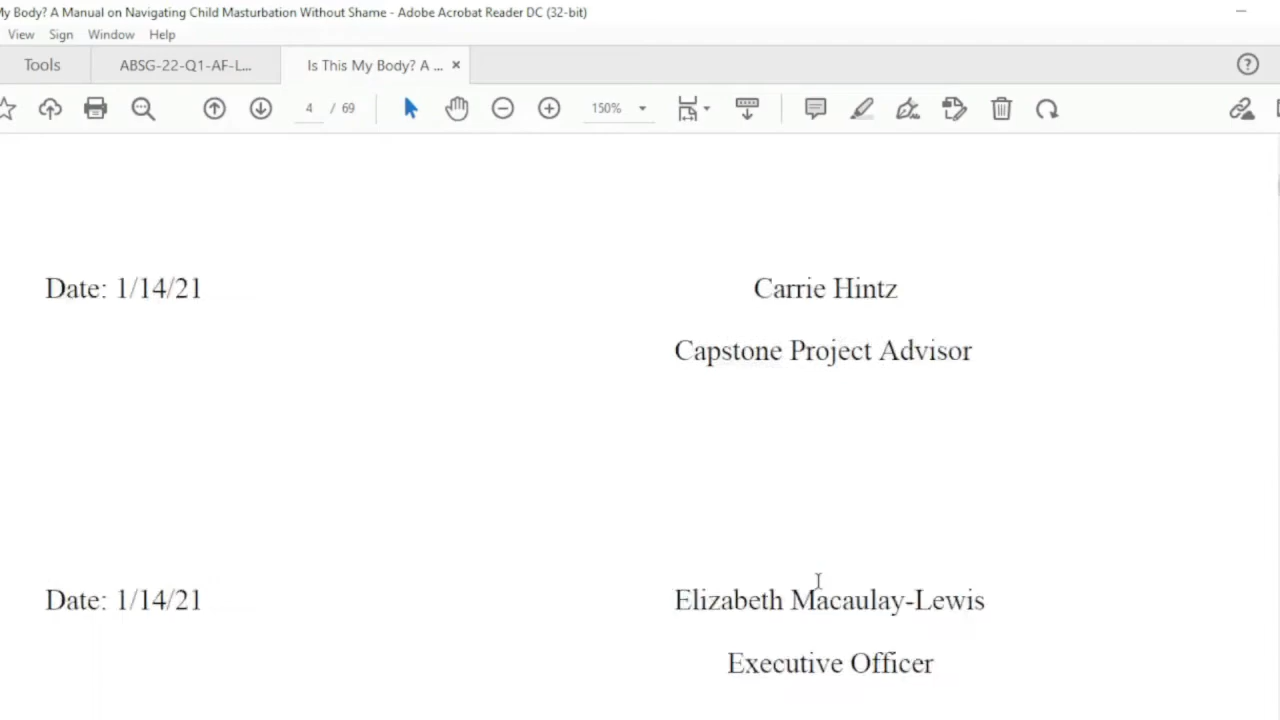 My Body? A Manual on Navigating Child Masturbation Without Shame - Adobe Acrobat Reader DC (32-bit)
View Sign Window Help
Tools ABSG-22-Q1-AF-L... Is This My Body? A ... ×
4 / 69 150%
Date: 1/14/21 Carrie Hintz
Capstone Project Advisor
Date: 1/14/21 Elizabeth Macaulay-Lewis
Executive Officer